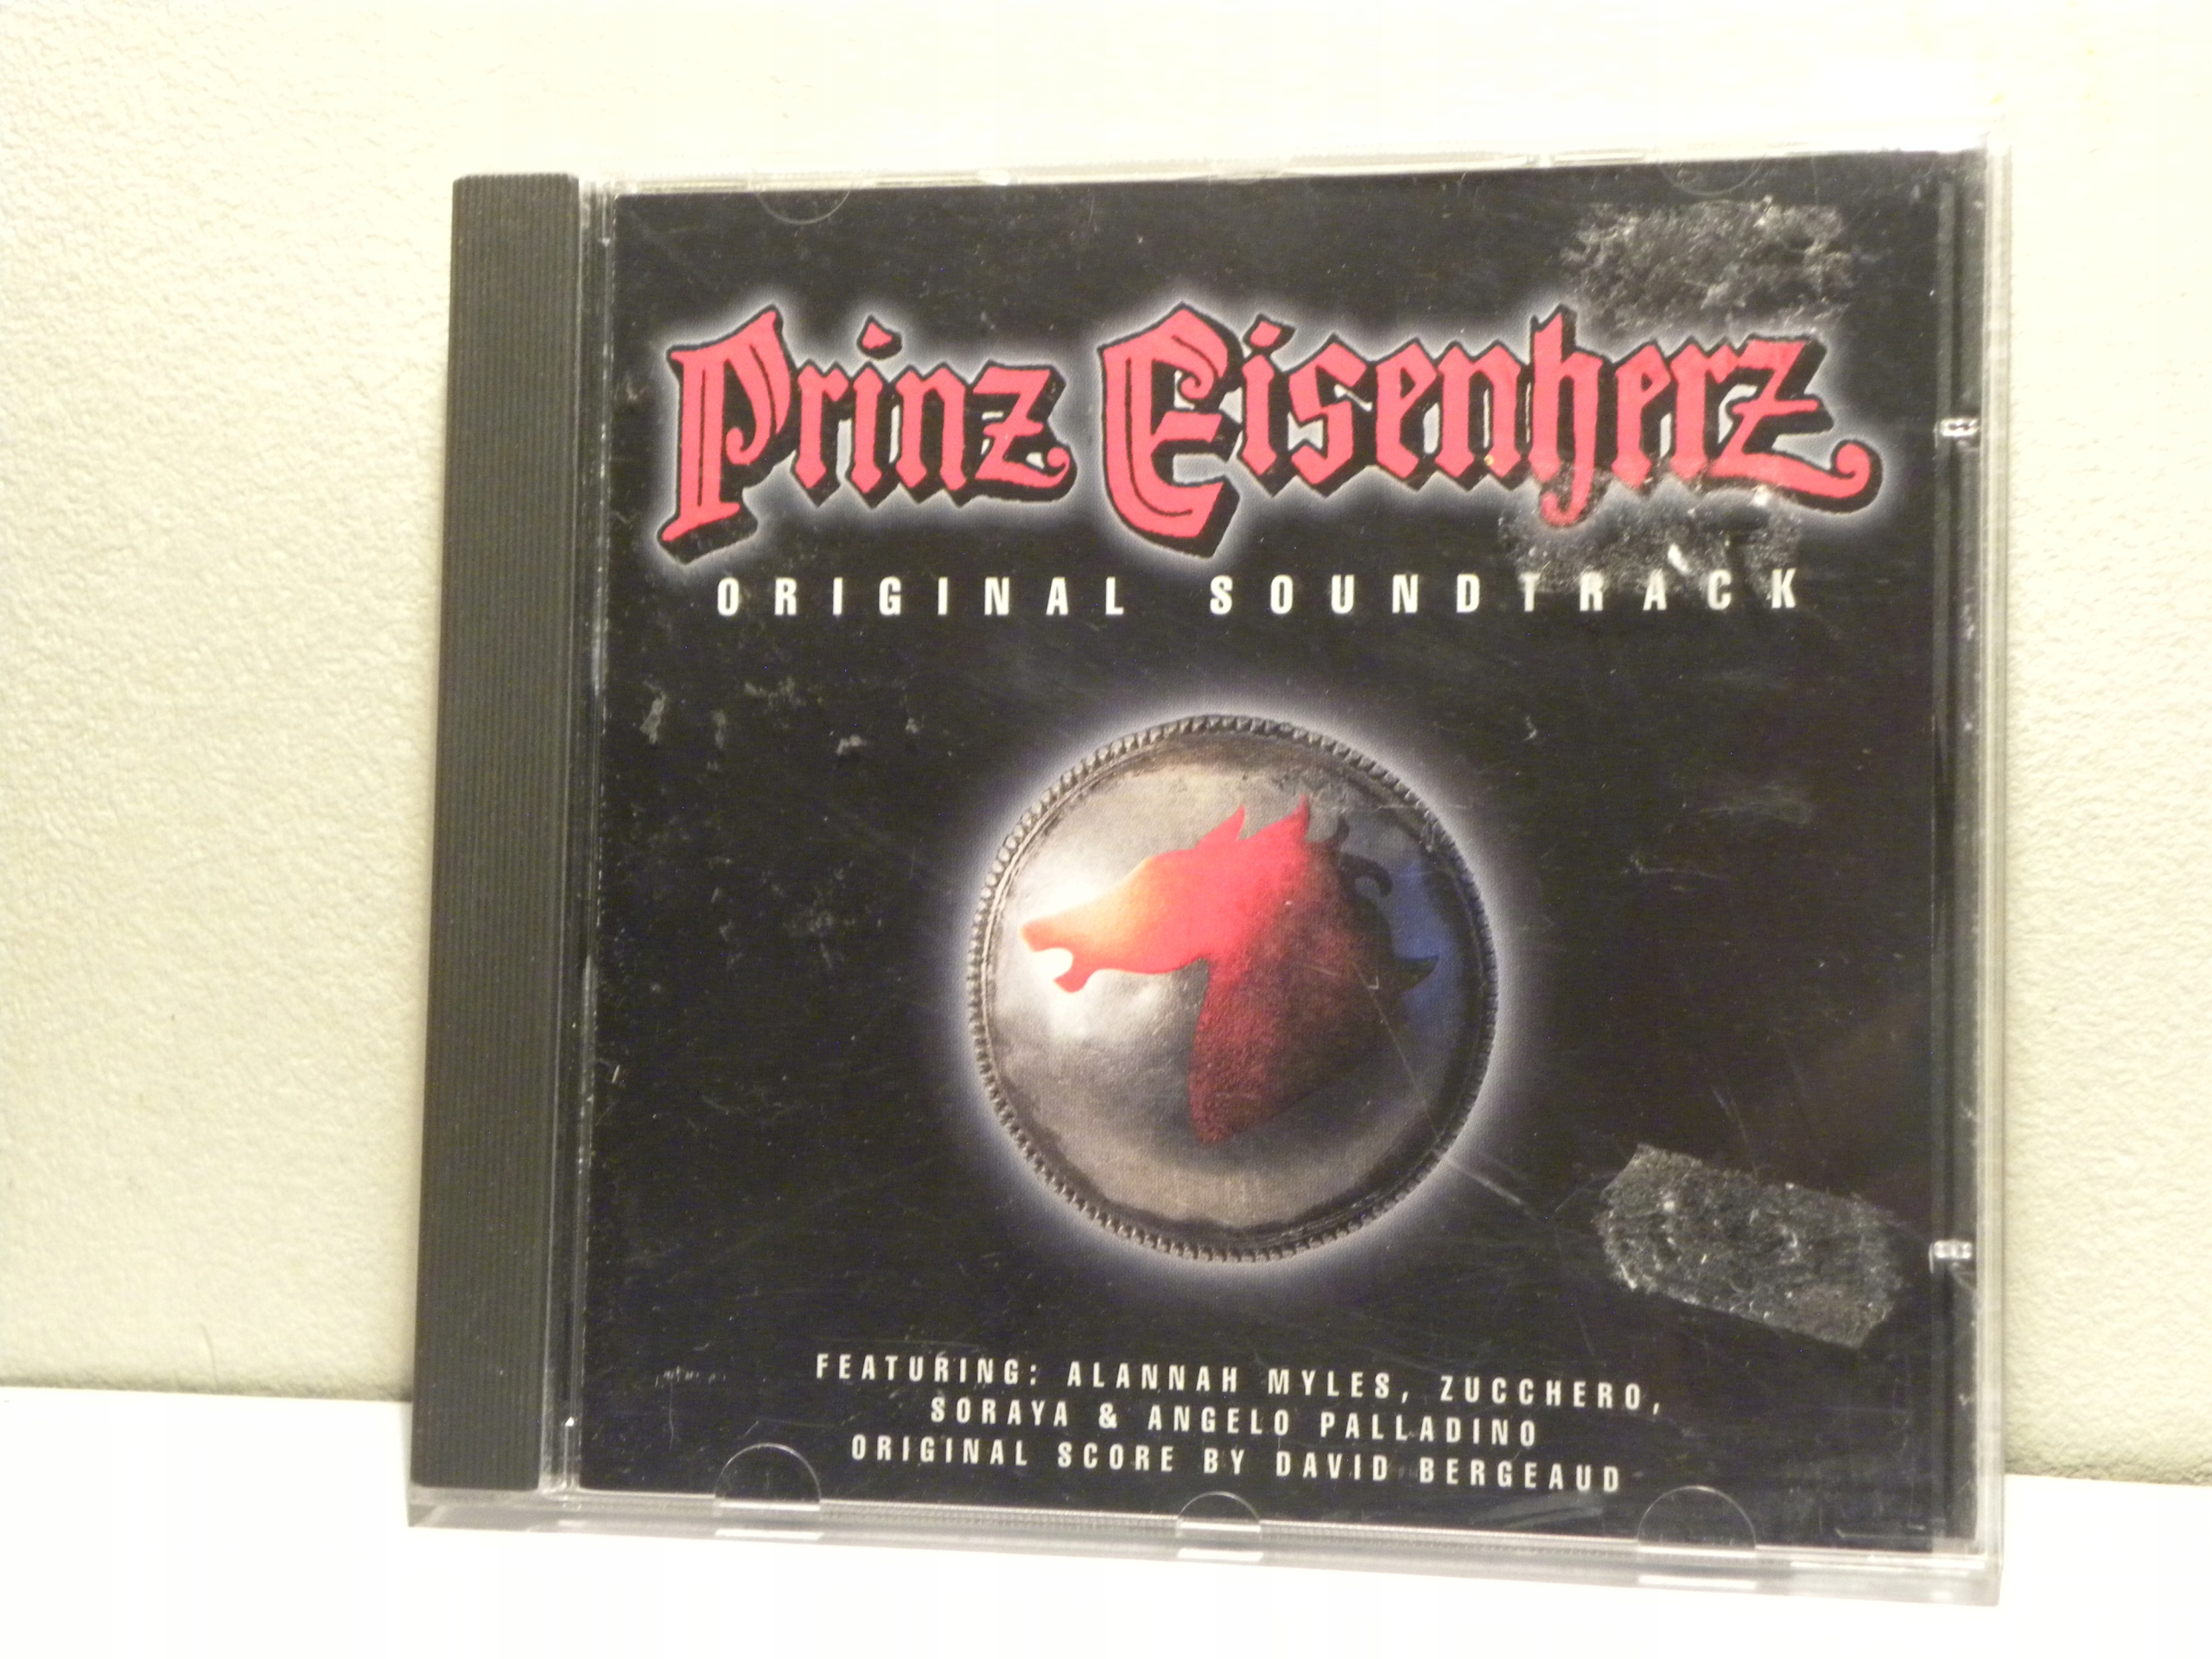 Prinz Eisenherz
ORIGINAL SOUNDTRACK
FEATURING: ALANNAH MYLES, ZUCCHERO,
SORAYA & ANGELO PALLADINO
ORIGINAL SCORE BY DAVID BERGEAUD